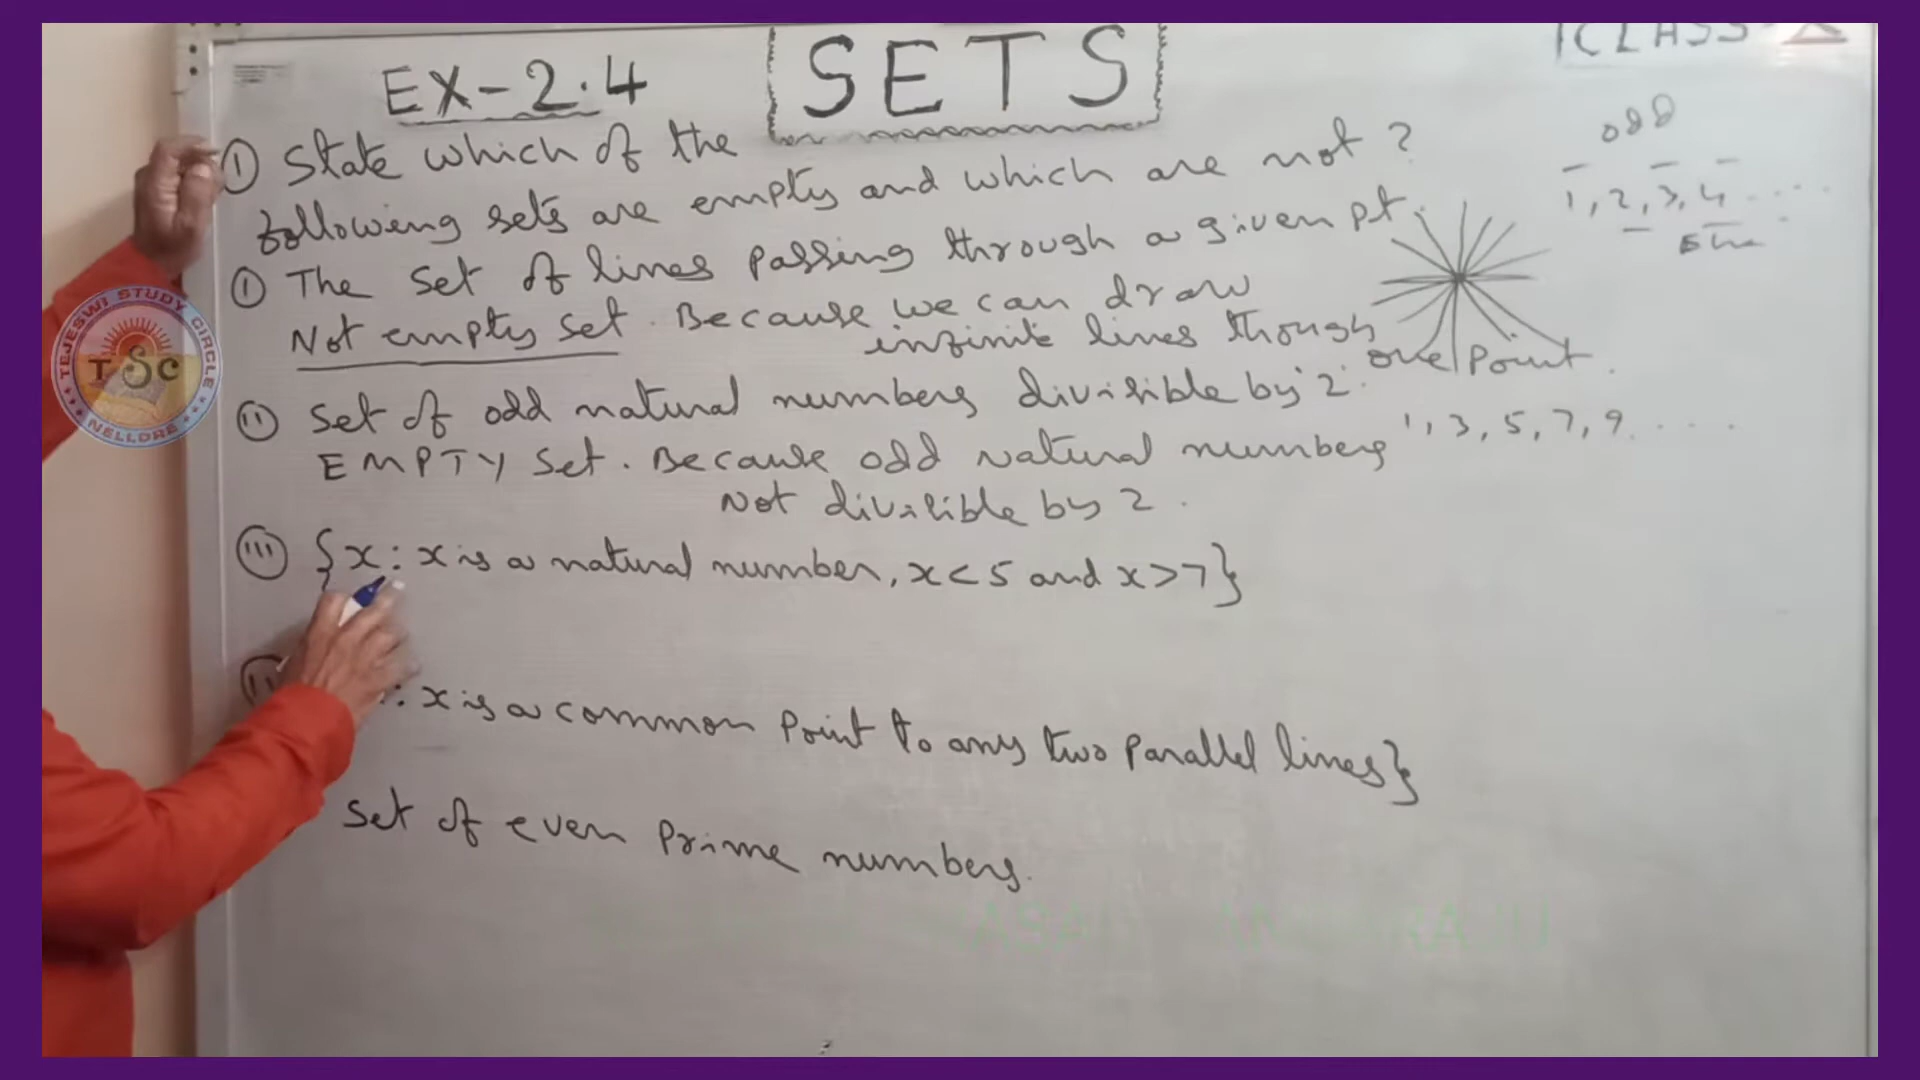 EX-2.4
SETS
CLASS-X
① State which of the
following sets are empty and which are not?
① The set of lines passing through a given pt.
Not empty set. Because we can draw
infinite lines though
one point.
odd
1, 2, 3, 4 ....
ⓘⓘ Set of odd natural numbers divisible by '2'.
EMPTY Set. Because odd natural numbers 1, 3, 5, 7, 9 ....
Not divisible by 2.
ⓘⓘⓘ {x: x is a natural number, x<5 and x>7}
: x is a common point to any two parallel lines}
Set of even prime numbers.
TEJESWI STUDY CIRCLE
TSC
NELLORE